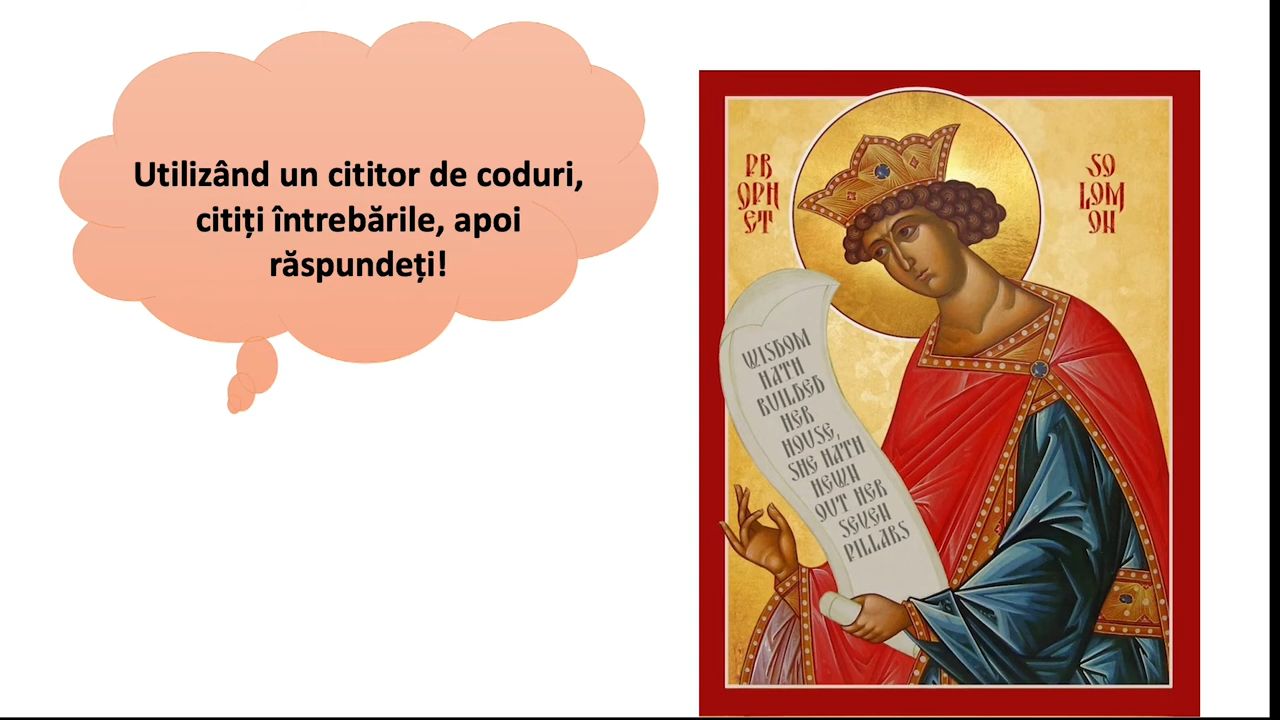 Utilizând un cititor de coduri,
citiți întrebările, apoi
răspundeți!
PR
OPH
ET
SO
LOM
ON
WISDOM
HATH
BUILDED
HER
HOUSE,
SHE HATH
HEWN
OUT HER
SEVEN
PILLARS